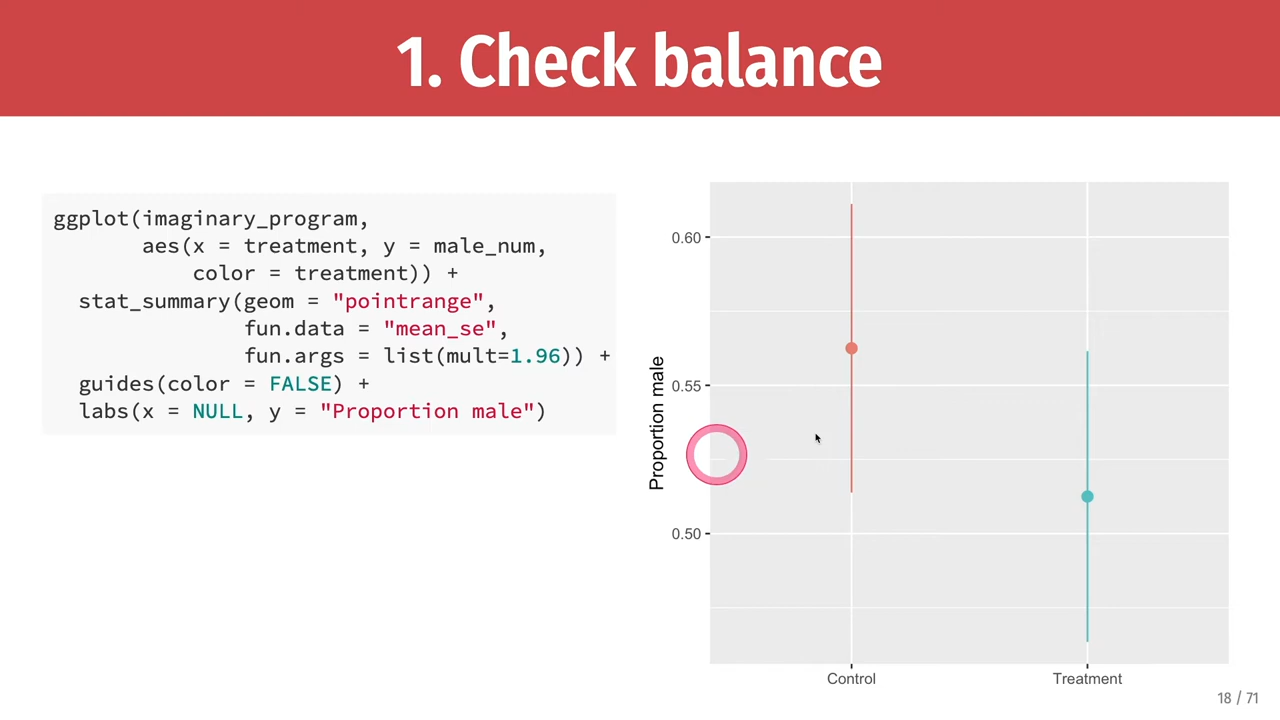 1. Check balance
ggplot(imaginary_program,
       aes(x = treatment, y = male_num,
           color = treatment)) +
  stat_summary(geom = "pointrange",
               fun.data = "mean_se",
               fun.args = list(mult=1.96)) +
  guides(color = FALSE) +
  labs(x = NULL, y = "Proportion male")
Proportion male
0.60
0.55
0.50
Control
Treatment
18 / 71